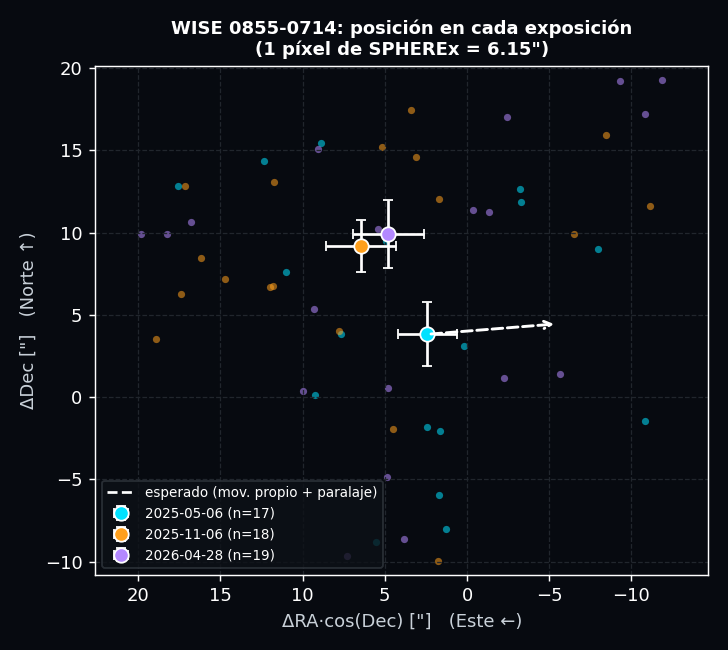 WISE 0855-0714: posición en cada exposición
(1 píxel de SPHEREx = 6.15")
20
15
10
5
0
−5
−10
ΔDec ["]   (Norte ↑)
esperado (mov. propio + paralaje)
2025-05-06 (n=17)
2025-11-06 (n=18)
2026-04-28 (n=19)
20
15
10
5
0
−5
−10
ΔRA·cos(Dec) ["]   (Este ←)